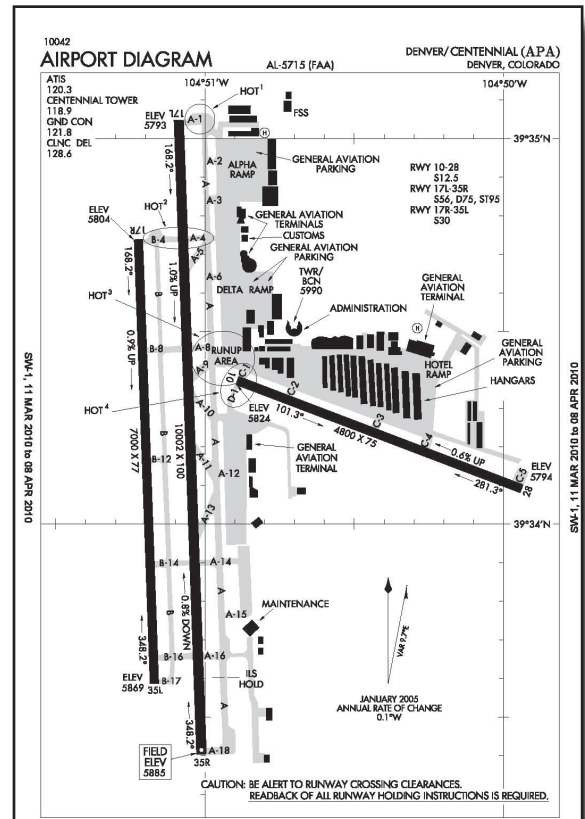 10042
AIRPORT DIAGRAM
AL-5715 (FAA)
DENVER/CENTENNIAL (APA)
DENVER, COLORADO
ATIS
120.3
CENTENNIAL TOWER
118.9
GND CON
121.8
CLNC DEL
128.6
104°51'W
104°50'W
HOT1
17L
ELEV
5793
A-1
FSS
H
39°35'N
168.2°
A-2
ALPHA
RAMP
GENERAL AVIATION
PARKING
A
A-3
RWY 10-28
S12.5
RWY 17L-35R
S56, D75, ST95
RWY 17R-35L
S30
ELEV
5804
HOT2
17R
B-4
A-4
A-5
GENERAL AVIATION
TERMINALS
CUSTOMS
GENERAL AVIATION
PARKING
168.2°
1.0% UP
A-6
DELTA RAMP
TWR/
BCN
5990
GENERAL
AVIATION
TERMINAL
B
A
HOT3
ADMINISTRATION
H
0.9% UP
B-8
A-8
RUNUP
AREA
A-9
GENERAL
AVIATION
PARKING
HOTEL
RAMP
HANGARS
HOT4
D-1
10
C-1
C-2
A-10
ELEV
5824
101.3°
C-3
4800 X 75
C-4
0.6% UP
C-5
ELEV
5794
281.3°
28
7000 X 77
B
10002 X 100
A
B-12
A-11
A-12
GENERAL
AVIATION
TERMINAL
A-13
39°34'N
B-14
A-14
B
0.8% DOWN
A
A-15
MAINTENANCE
348.2°
B-16
A-16
VAR 9.7°E
ELEV
5869
35L
B-17
ILS
HOLD
A
JANUARY 2005
ANNUAL RATE OF CHANGE
0.1°W
348.2°
FIELD
ELEV
5885
35R
A-18
CAUTION: BE ALERT TO RUNWAY CROSSING CLEARANCES.
READBACK OF ALL RUNWAY HOLDING INSTRUCTIONS IS REQUIRED.
SW-1, 11 MAR 2010 to 08 APR 2010
SW-1, 11 MAR 2010 to 08 APR 2010